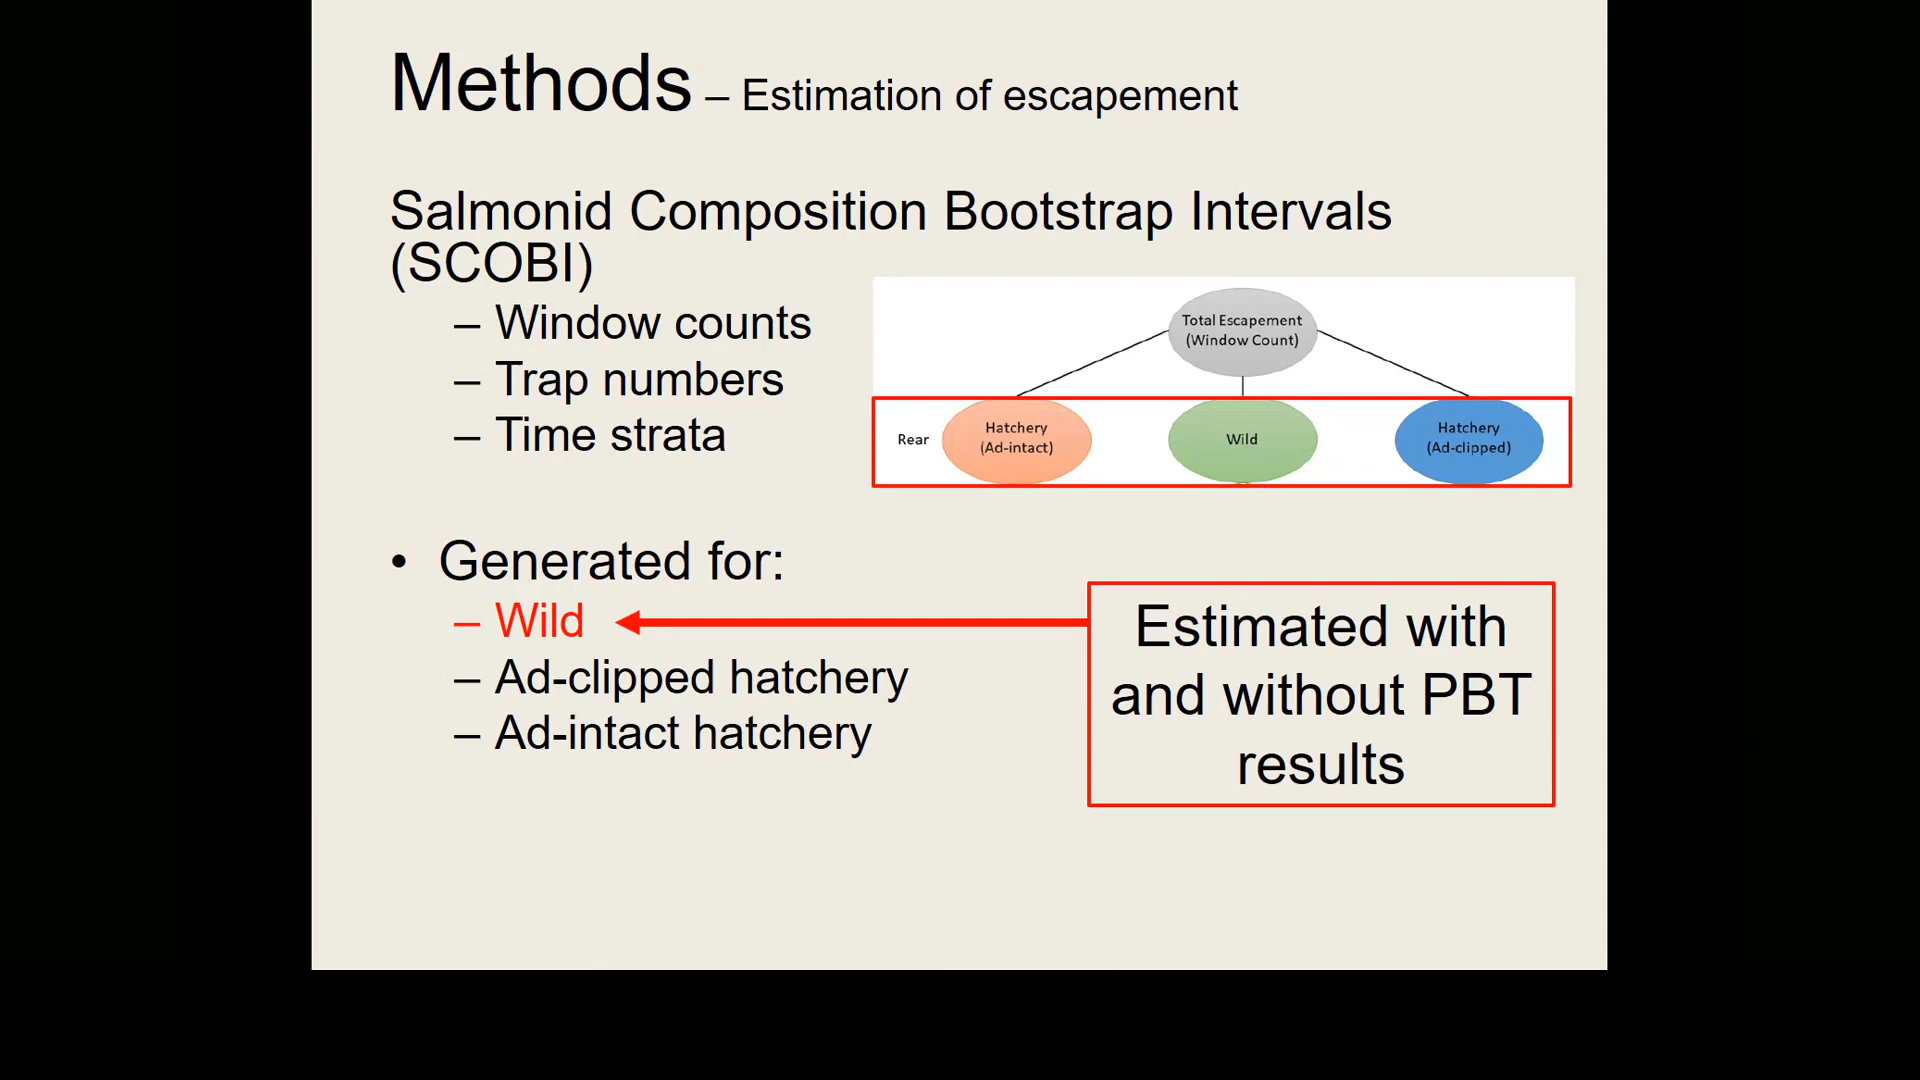 Methods – Estimation of escapement
Salmonid Composition Bootstrap Intervals
(SCOBI)
– Window counts
– Trap numbers
– Time strata
Total Escapement
(Window Count)
Rear
Hatchery
(Ad-intact)
Wild
Hatchery
(Ad-clipped)
• Generated for:
– Wild
– Ad-clipped hatchery
– Ad-intact hatchery
Estimated with
and without PBT
results